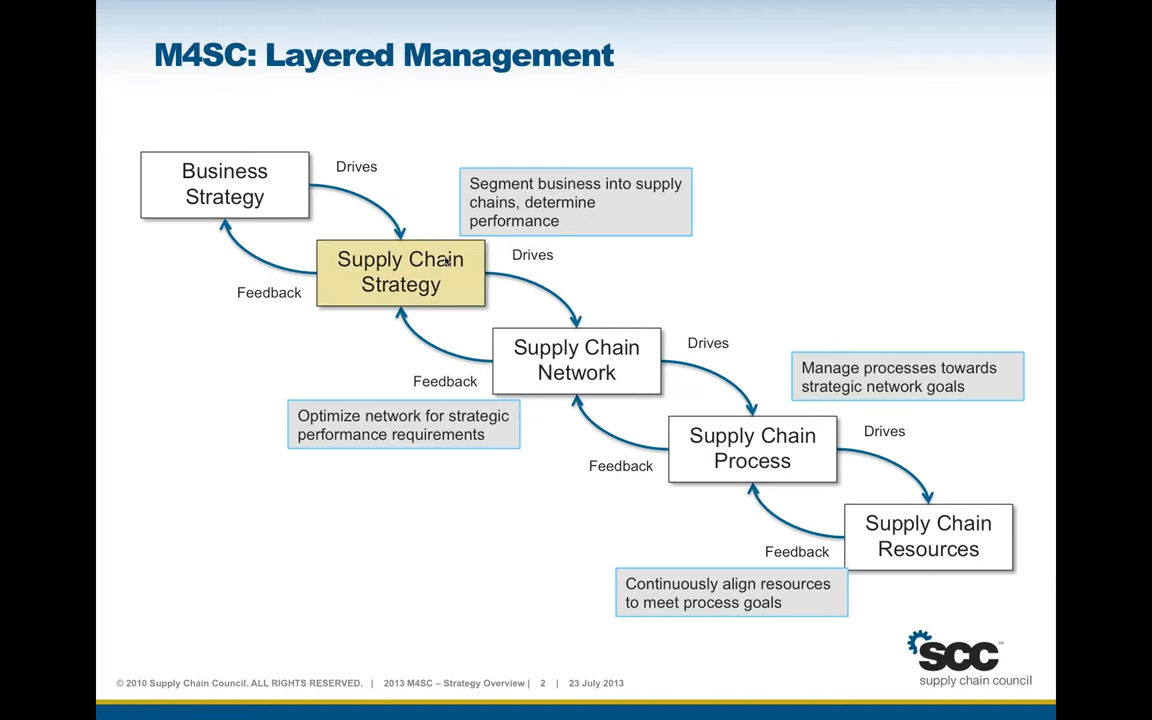 M4SC: Layered Management
Business
Strategy
Drives
Segment business into supply
chains, determine
performance
Supply Chain
Strategy
Drives
Feedback
Supply Chain
Network
Drives
Feedback
Manage processes towards
strategic network goals
Optimize network for strategic
performance requirements
Supply Chain
Process
Drives
Feedback
Supply Chain
Resources
Feedback
Continuously align resources
to meet process goals
SCC
supply chain council
© 2010 Supply Chain Council. ALL RIGHTS RESERVED. | 2013 M4SC – Strategy Overview | 2 | 23 July 2013